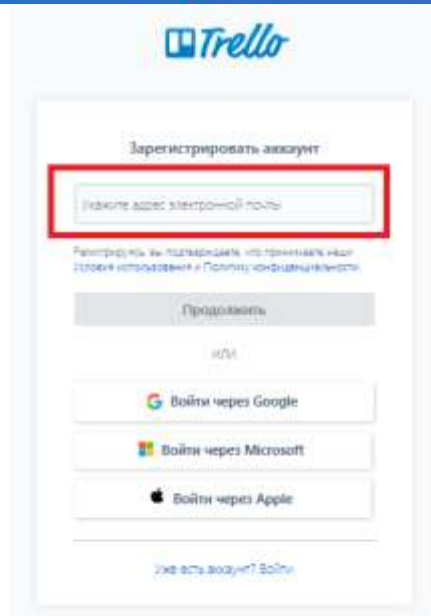 Trello
Зарегистрировать аккаунт
Укажите адрес электронной почты
Регистрируясь, вы подтверждаете, что принимаете наши
Условия использования и Политику конфиденциальности.
Продолжить
ИЛИ
Войти через Google
Войти через Microsoft
Войти через Apple
Уже есть аккаунт? Войти